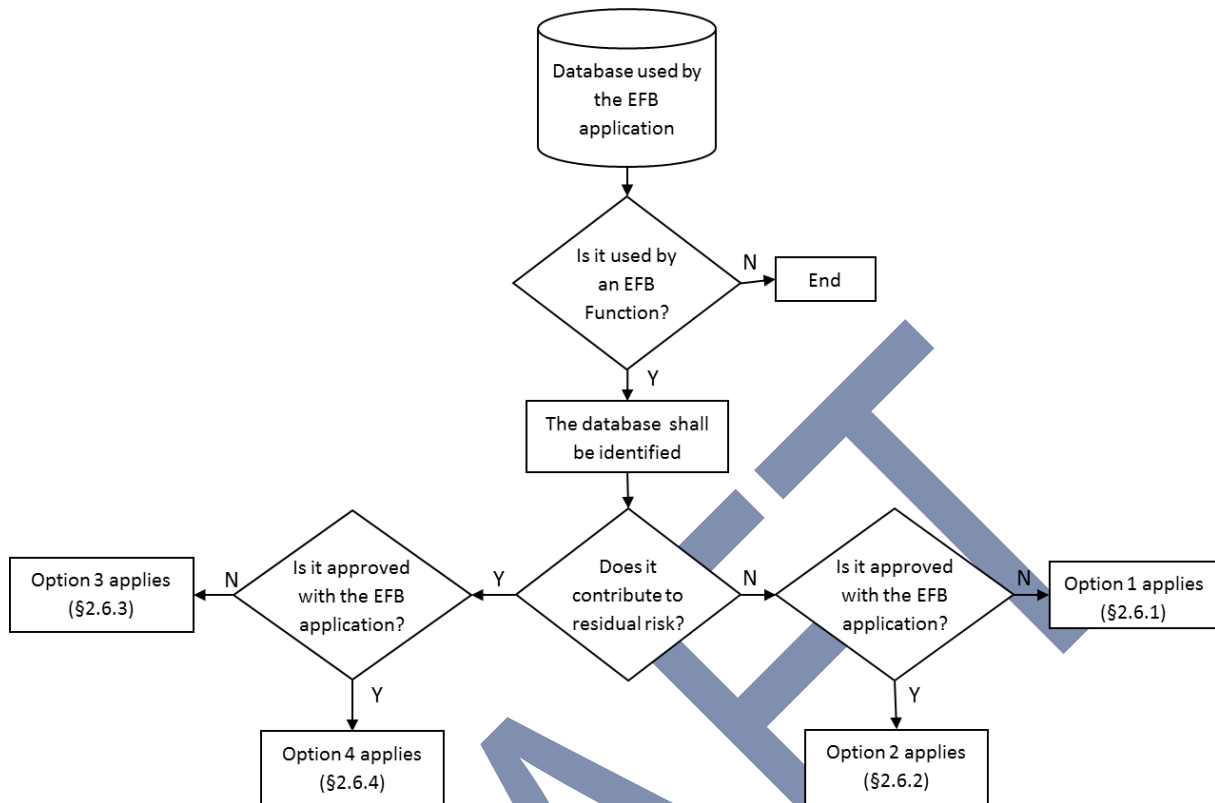 Database used by
the EFB
application
Is it used by
an EFB
Function?
N
End
Y
The database shall
be identified
Option 3 applies
(§2.6.3)
N
Is it approved
with the EFB
application?
Y
Does it
contribute to
residual risk?
N
Is it approved
with the EFB
application?
N
Option 1 applies
(§2.6.1)
Y
Option 4 applies
(§2.6.4)
Y
Option 2 applies
(§2.6.2)